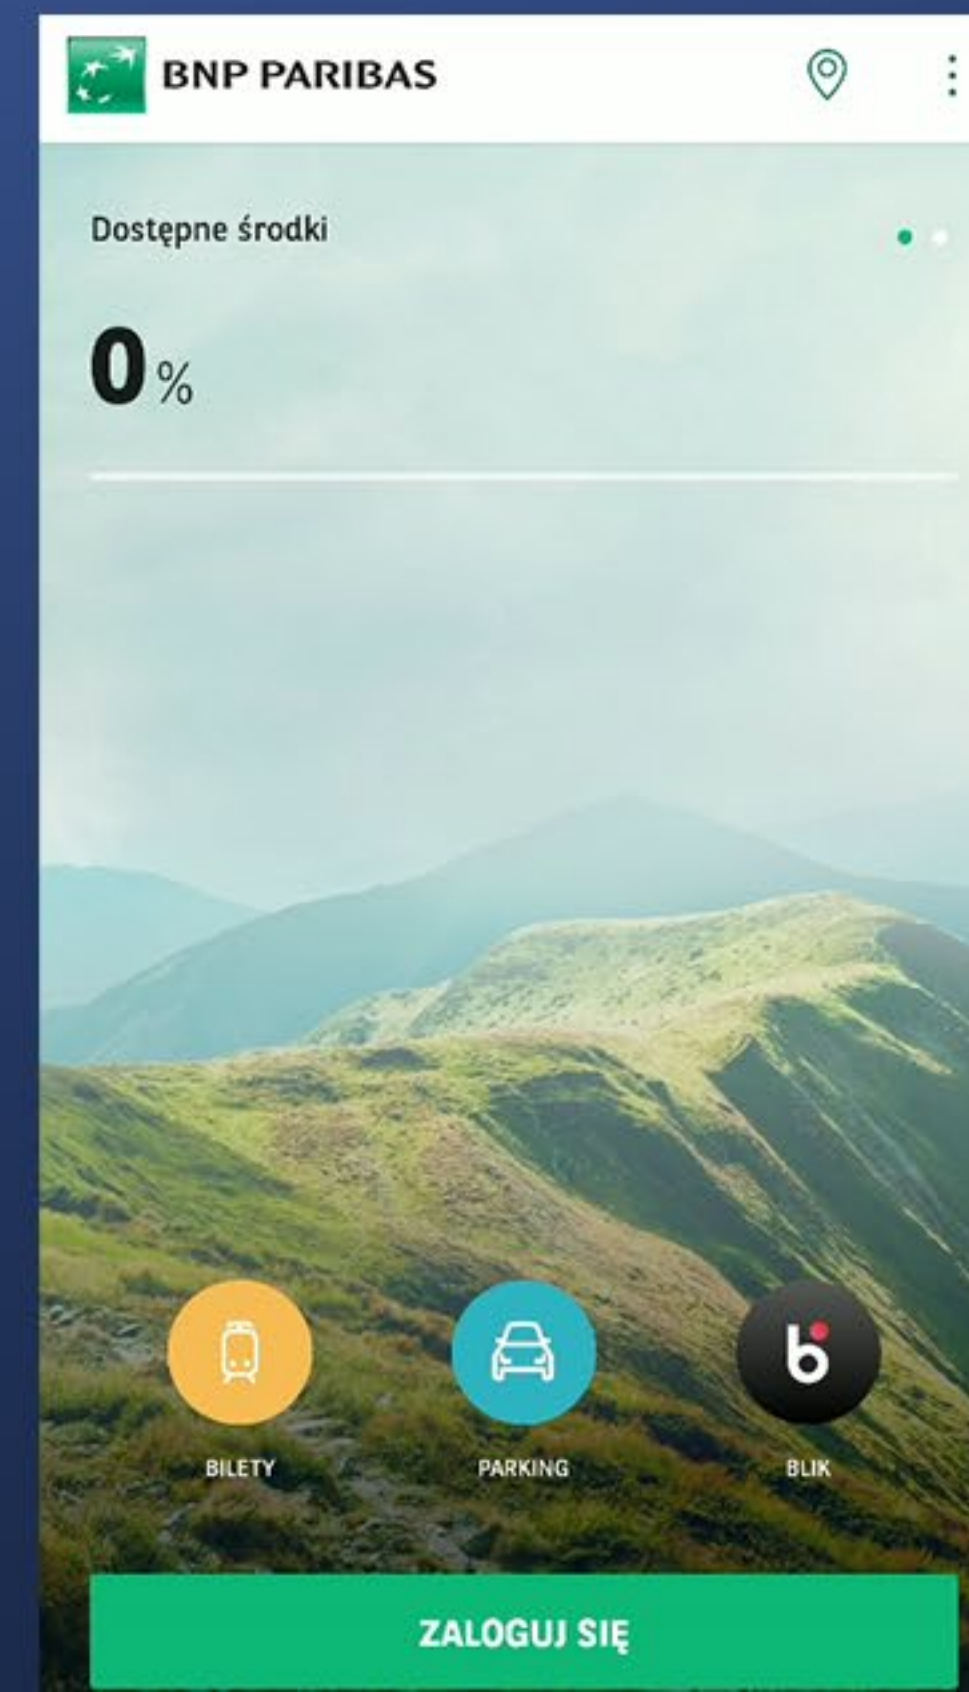 BNP PARIBAS
Dostępne środki
0 %
BILETY
PARKING
BLIK
ZALOGUJ SIĘ